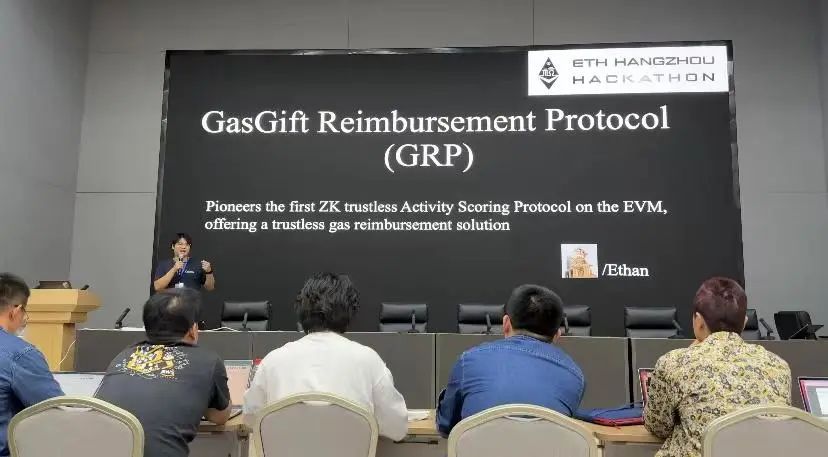 ETH HANGZHOU
HACKATHON
GasGift Reimbursement Protocol
(GRP)
Pioneers the first ZK trustless Activity Scoring Protocol on the EVM,
offering a trustless gas reimbursement solution
/Ethan